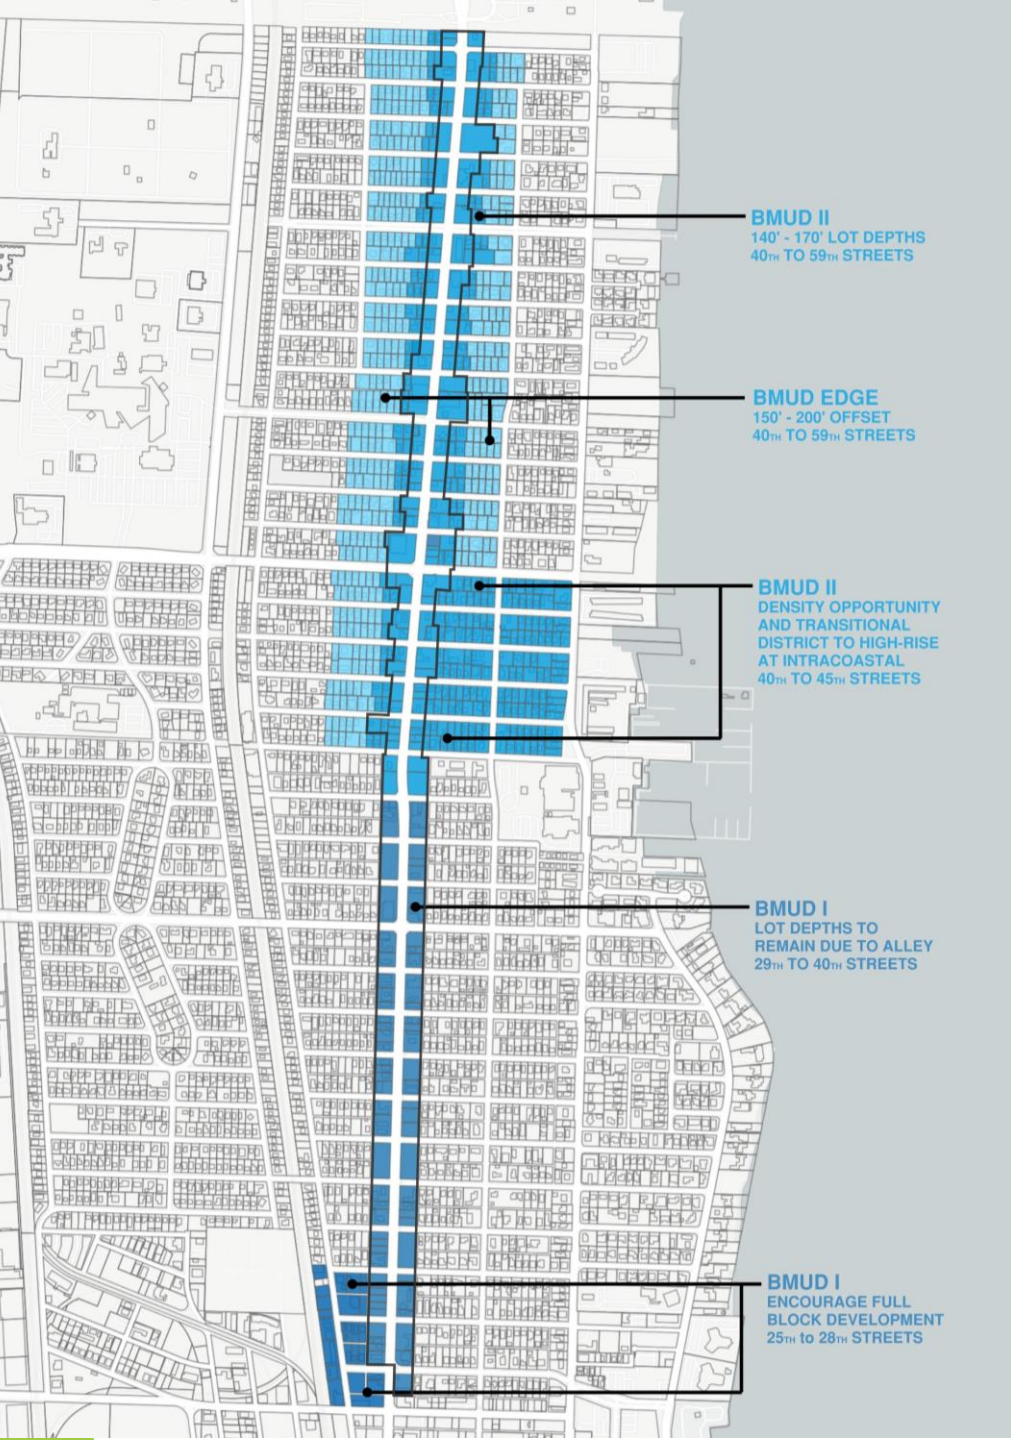 BMUD II
140' - 170' LOT DEPTHS
40TH TO 59TH STREETS
BMUD EDGE
150' - 200' OFFSET
40TH TO 59TH STREETS
BMUD II
DENSITY OPPORTUNITY
AND TRANSITIONAL
DISTRICT TO HIGH-RISE
AT INTRACOASTAL
40TH TO 45TH STREETS
BMUD I
LOT DEPTHS TO
REMAIN DUE TO ALLEY
29TH TO 40TH STREETS
BMUD I
ENCOURAGE FULL
BLOCK DEVELOPMENT
25TH to 28TH STREETS